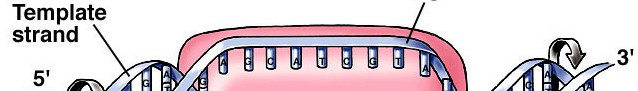 Template
strand
5'
3'
G A G A G C A T C G T A G A